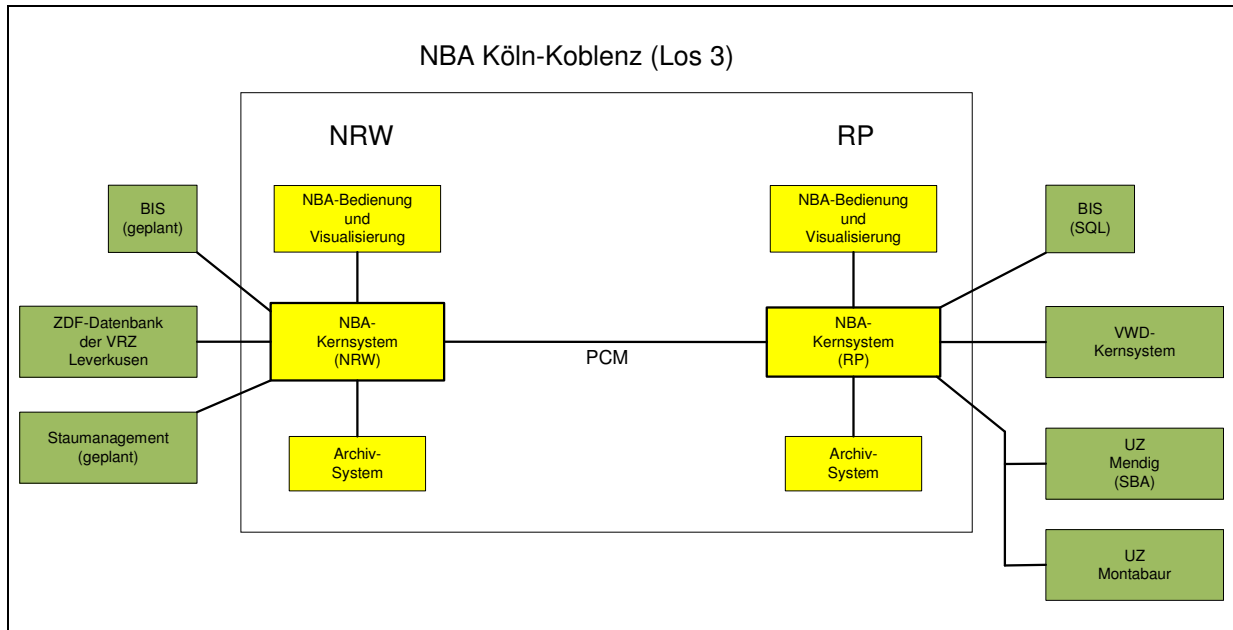 NBA Köln-Koblenz (Los 3)
NRW
RP
BIS
(geplant)
NBA-Bedienung
und
Visualisierung
NBA-Bedienung
und
Visualisierung
BIS
(SQL)
ZDF-Datenbank
der VRZ
Leverkusen
NBA-
Kernsystem
(NRW)
PCM
NBA-
Kernsystem
(RP)
VWD-
Kernsystem
Staumanagement
(geplant)
Archiv-
System
Archiv-
System
UZ
Mendig
(SBA)
UZ
Montabaur